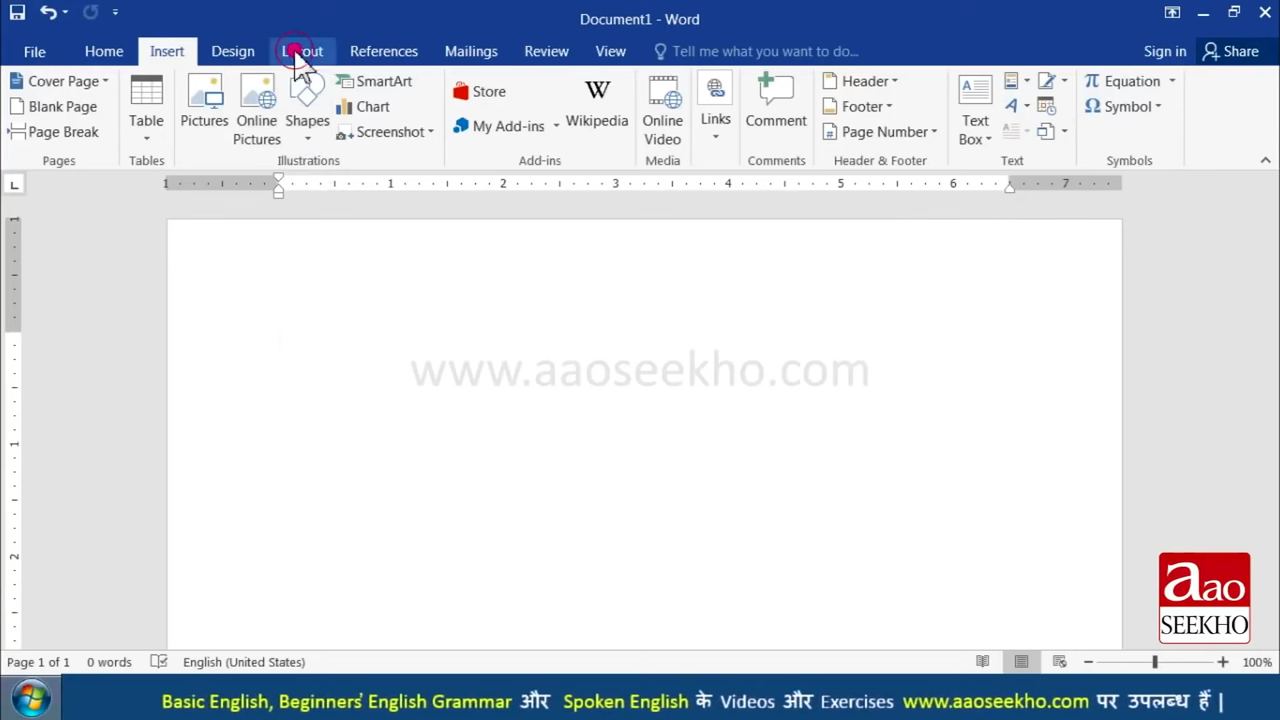 Document1 - Word
File Home Insert Design References Mailings Review View Tell me what you want to do... Sign in Share
Cover Page
Blank Page
Page Break
Pages
Table
Tables
Pictures
Online Pictures
Shapes
SmartArt
Chart
Screenshot
Illustrations
Store
My Add-ins
W
Wikipedia
Add-ins
Online Video
Media
Links
Comment
Comments
Header
Footer
Page Number
Header & Footer
Text Box
Text
Equation
Symbol
Symbols
1 1 2 3 4 5 6 7
1
1
2
www.aaoseekho.com
aao
SEEKHO
Page 1 of 1 0 words English (United States) 100%
Basic English, Beginners' English Grammar और Spoken English के Videos और Exercises www.aaoseekho.com पर उपलब्ध हैं |